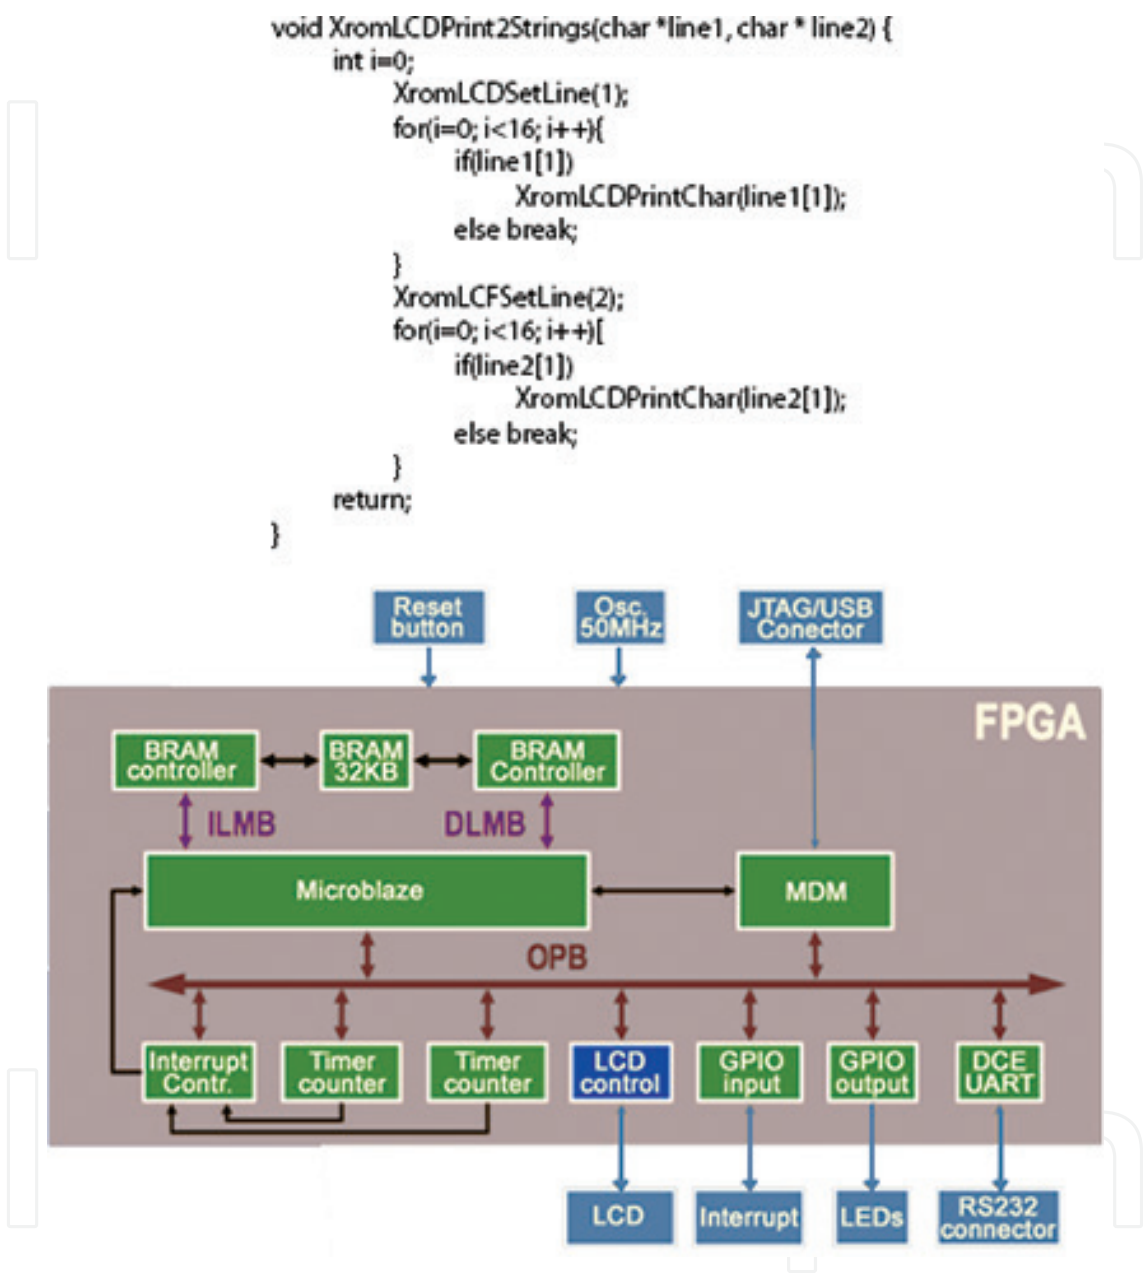 void XromLCDPrint2Strings(char *line1, char * line2) {
int i=0;
XromLCDSetLine(1);
for(i=0; i<16; i++){
if(line1[1])
XromLCDPrintChar(line1[1]);
else break;
}
XromLCFSetLine(2);
for(i=0; i<16; i++)[
if(line2[1])
XromLCDPrintChar(line2[1]);
else break;
}
return;
}
Reset
button
Osc.
50MHz
JTAG/USB
Conector
FPGA
BRAM
controller
BRAM
32KB
BRAM
Controller
ILMB
DLMB
Microblaze
MDM
OPB
Interrupt
Contr.
Timer
counter
Timer
counter
LCD
control
GPIO
input
GPIO
output
DCE
UART
LCD
Interrupt
LEDs
RS232
connector